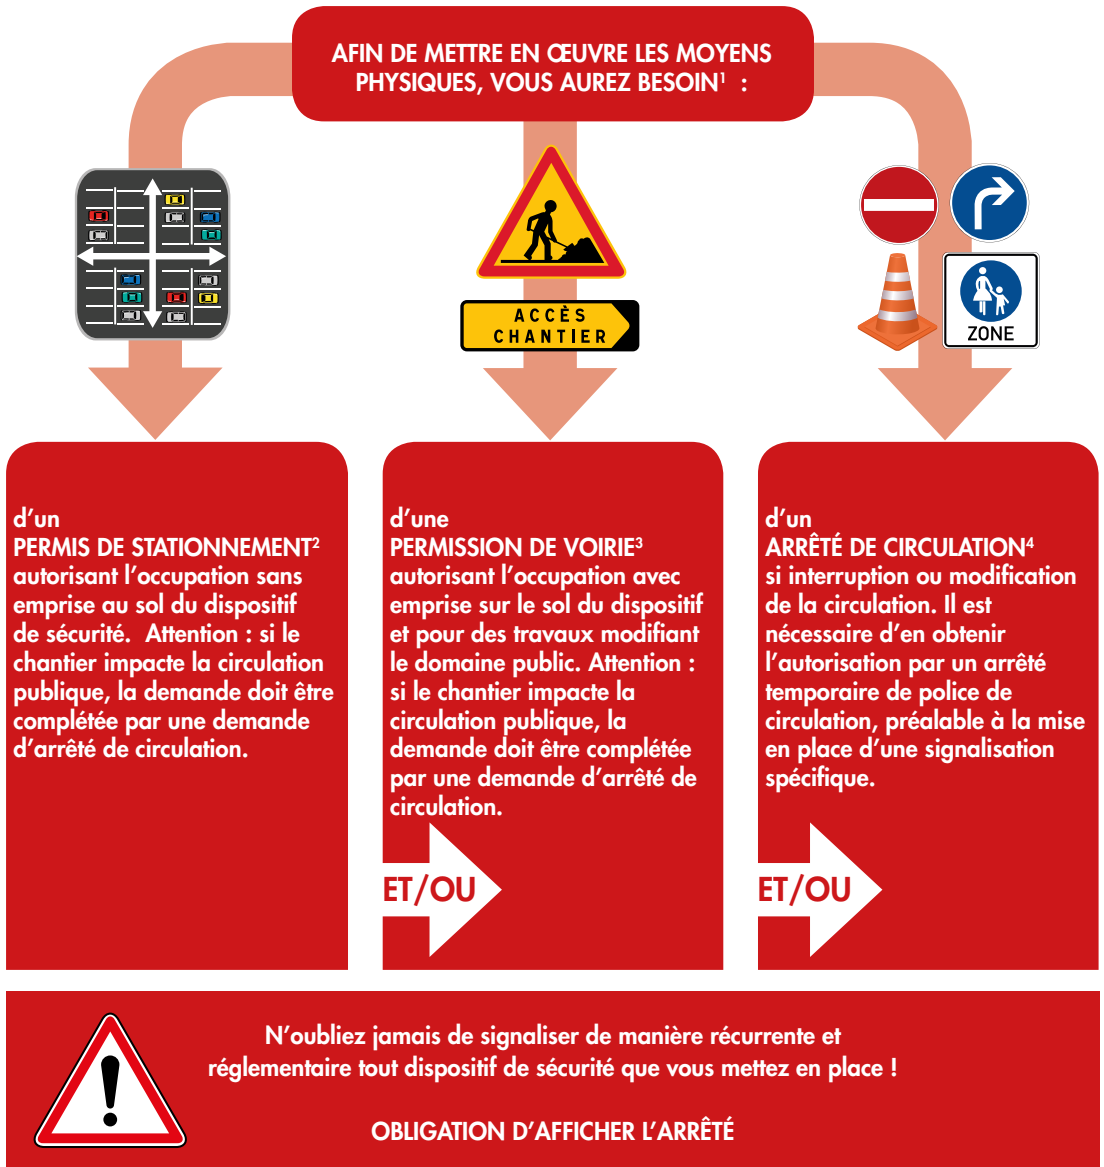 AFIN DE METTRE EN ŒUVRE LES MOYENS
PHYSIQUES, VOUS AUREZ BESOIN¹ :
ACCÈS
CHANTIER
ZONE
d’un
PERMIS DE STATIONNEMENT²
autorisant l’occupation sans
emprise au sol du dispositif
de sécurité. Attention : si le
chantier impacte la circulation
publique, la demande doit être
complétée par une demande
d’arrêté de circulation.
d’une
PERMISSION DE VOIRIE³
autorisant l’occupation avec
emprise sur le sol du dispositif
et pour des travaux modifiant
le domaine public. Attention :
si le chantier impacte la
circulation publique, la
demande doit être complétée
par une demande d’arrêté de
circulation.
ET/OU
d’un
ARRÊTÉ DE CIRCULATION⁴
si interruption ou modification
de la circulation. Il est
nécessaire d’en obtenir
l’autorisation par un arrêté
temporaire de police de
circulation, préalable à la mise
en place d’une signalisation
spécifique.
ET/OU
N’oubliez jamais de signaliser de manière récurrente et
réglementaire tout dispositif de sécurité que vous mettez en place !
OBLIGATION D’AFFICHER L’ARRÊTÉ